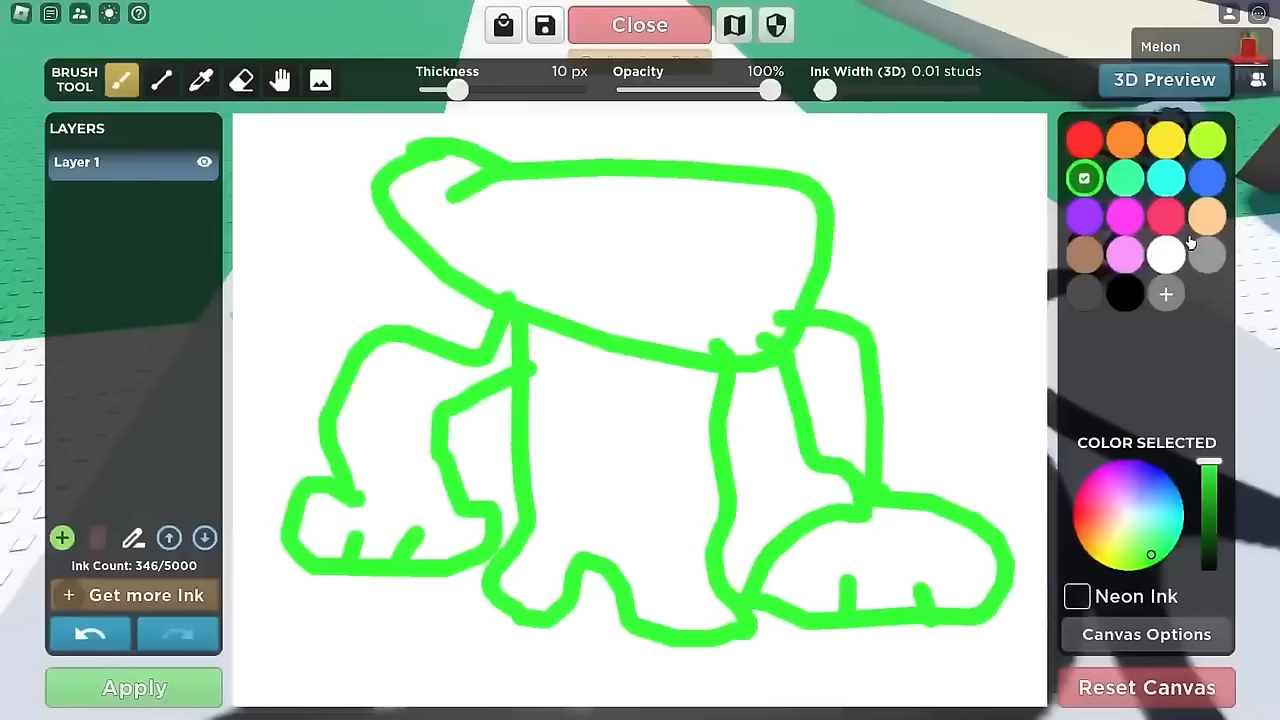 Close
Melon
BRUSH
TOOL
Thickness
10 px
Opacity
100%
Ink Width (3D)
0.01 studs
3D Preview
LAYERS
Layer 1
COLOR SELECTED
Ink Count: 346/5000
+ Get more Ink
Neon Ink
Canvas Options
Apply
Reset Canvas